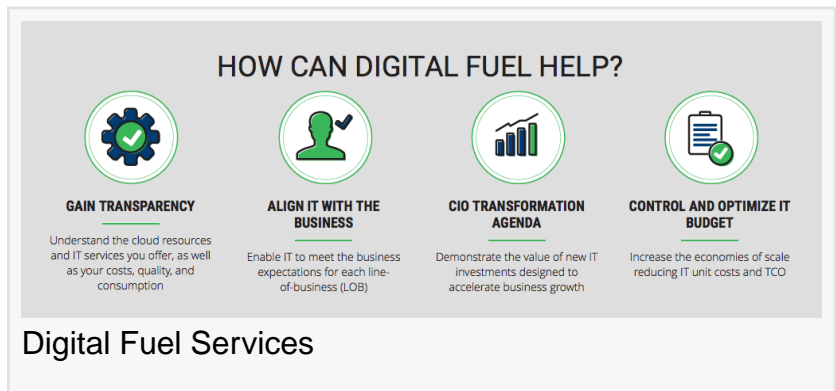 HOW CAN DIGITAL FUEL HELP?
GAIN TRANSPARENCY
Understand the cloud resources
and IT services you offer, as well
as your costs, quality, and
consumption
ALIGN IT WITH THE
BUSINESS
Enable IT to meet the business
expectations for each line-
of-business (LOB)
CIO TRANSFORMATION
AGENDA
Demonstrate the value of new IT
investments designed to
accelerate business growth
CONTROL AND OPTIMIZE IT
BUDGET
Increase the economies of scale
reducing IT unit costs and TCO
Digital Fuel Services